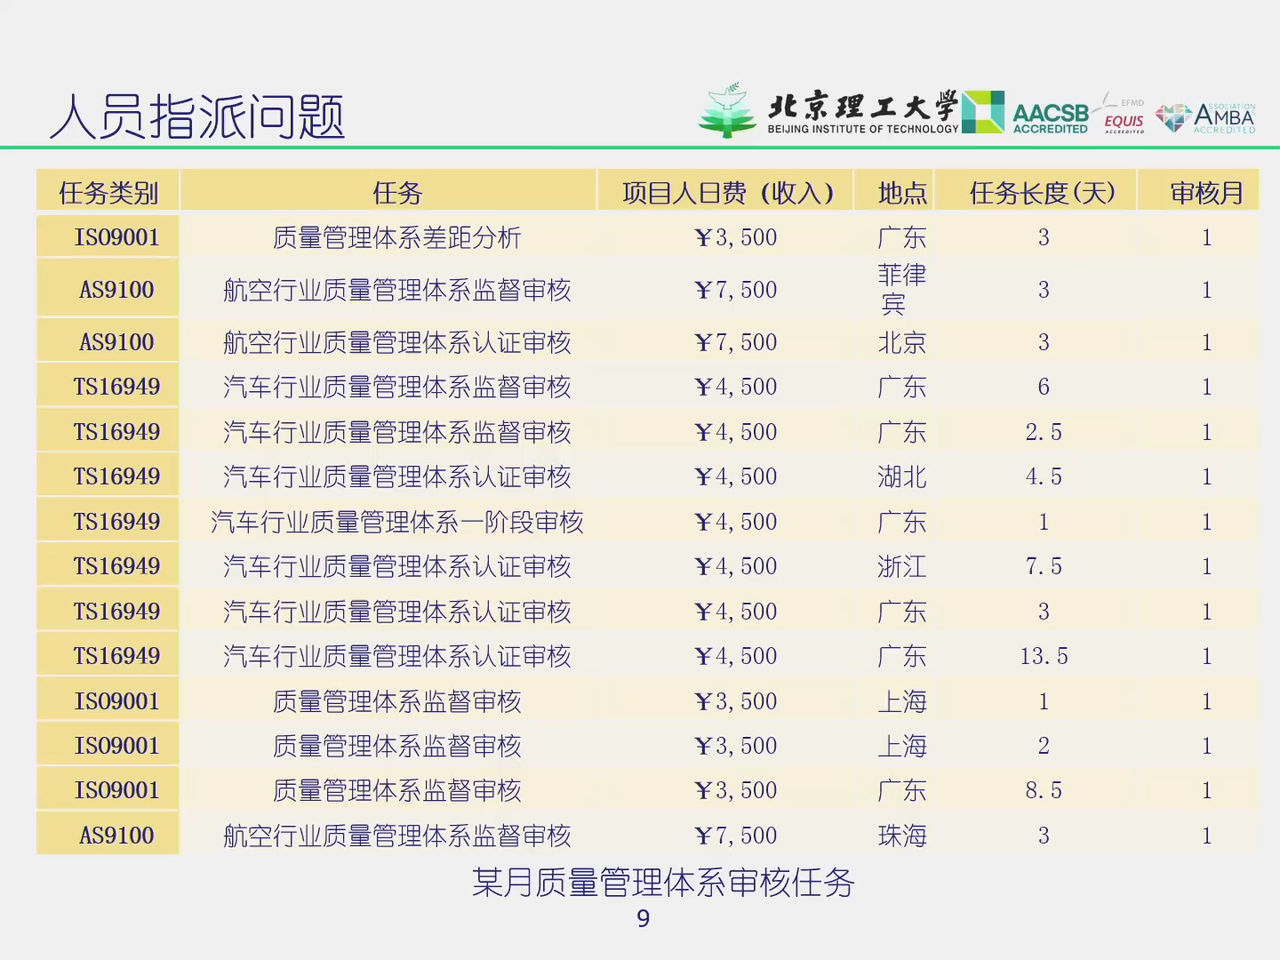 人员指派问题
北京理工大学
BEIJING INSTITUTE OF TECHNOLOGY
AACSB
ACCREDITED
EFMD
EQUIS
ACCREDITED
ASSOCIATION
AMBA
ACCREDITED
任务类别 任务 项目人日费（收入） 地点 任务长度(天) 审核月
ISO9001 质量管理体系差距分析 ¥3,500 广东 3 1
AS9100 航空行业质量管理体系监督审核 ¥7,500 菲律宾 3 1
AS9100 航空行业质量管理体系认证审核 ¥7,500 北京 3 1
TS16949 汽车行业质量管理体系监督审核 ¥4,500 广东 6 1
TS16949 汽车行业质量管理体系监督审核 ¥4,500 广东 2.5 1
TS16949 汽车行业质量管理体系认证审核 ¥4,500 湖北 4.5 1
TS16949 汽车行业质量管理体系一阶段审核 ¥4,500 广东 1 1
TS16949 汽车行业质量管理体系认证审核 ¥4,500 浙江 7.5 1
TS16949 汽车行业质量管理体系认证审核 ¥4,500 广东 3 1
TS16949 汽车行业质量管理体系认证审核 ¥4,500 广东 13.5 1
ISO9001 质量管理体系监督审核 ¥3,500 上海 1 1
ISO9001 质量管理体系监督审核 ¥3,500 上海 2 1
ISO9001 质量管理体系监督审核 ¥3,500 广东 8.5 1
AS9100 航空行业质量管理体系监督审核 ¥7,500 珠海 3 1
某月质量管理体系审核任务
9